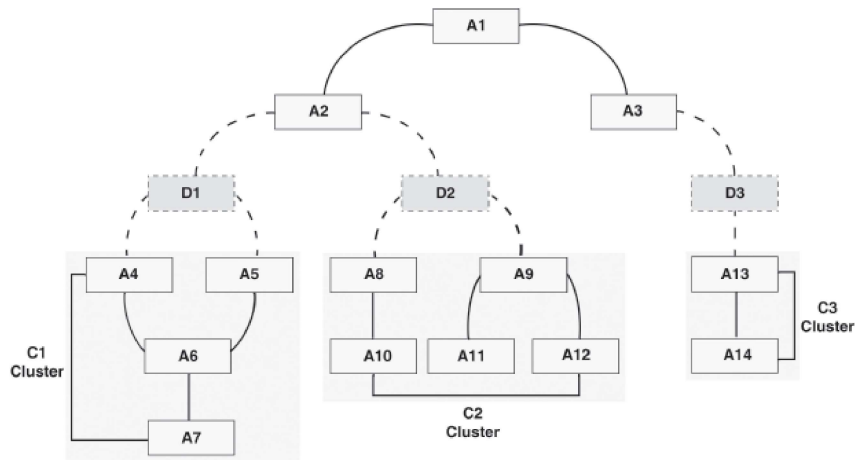 A1
A2
A3
D1
D2
D3
A4
A5
A8
A9
A13
C3
Cluster
C1
Cluster
A6
A10
A11
A12
A14
A7
C2
Cluster